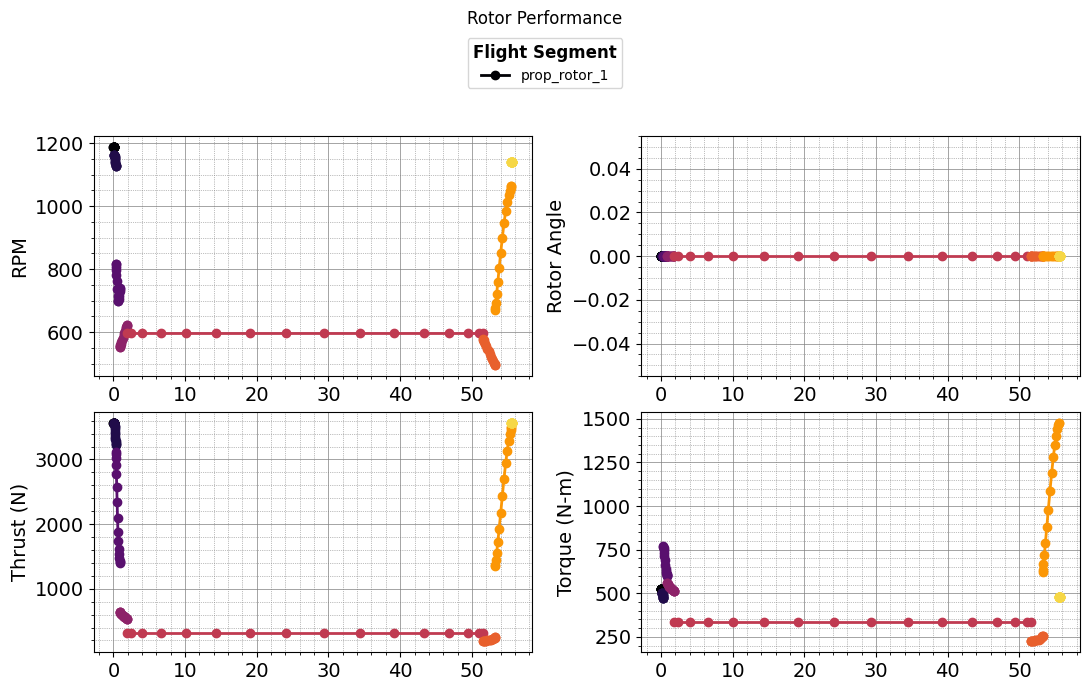 Rotor Performance
Flight Segment
prop_rotor_1
RPM
1200
1000
800
600
0 10 20 30 40 50
Rotor Angle
0.04
0.02
0.00
−0.02
−0.04
0 10 20 30 40 50
Thrust (N)
3000
2000
1000
0 10 20 30 40 50
Torque (N-m)
1500
1250
1000
750
500
250
0 10 20 30 40 50